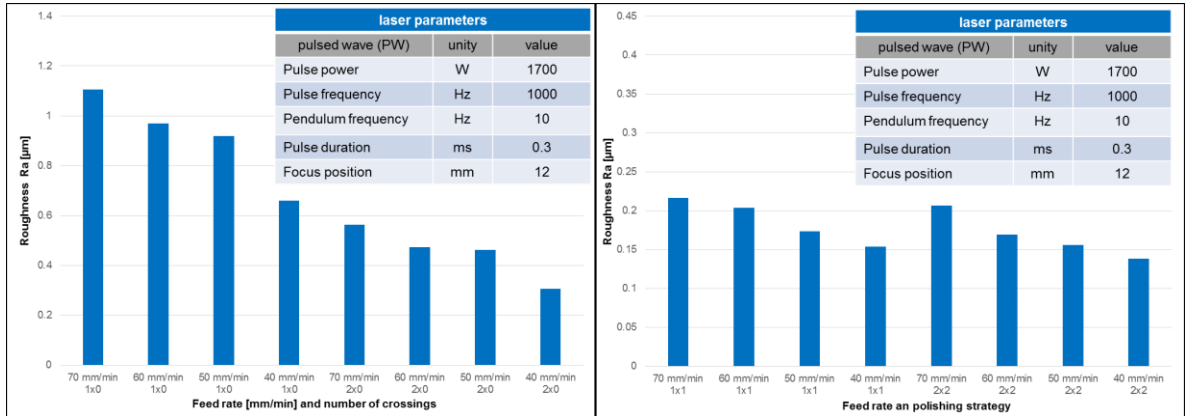 laser parameters
pulsed wave (PW) unity value
Pulse power W 1700
Pulse frequency Hz 1000
Pendulum frequency Hz 10
Pulse duration ms 0.3
Focus position mm 12
Roughness Ra [µm]
1.4
1.2
1
0.8
0.6
0.4
0.2
0
70 mm/min 60 mm/min 50 mm/min 40 mm/min 70 mm/min 60 mm/min 50 mm/min 40 mm/min
1x0 1x0 1x0 1x0 2x0 2x0 2x0 2x0
Feed rate [mm/min] and number of crossings
laser parameters
pulsed wave (PW) unity value
Pulse power W 1700
Pulse frequency Hz 1000
Pendulum frequency Hz 10
Pulse duration ms 0.3
Focus position mm 12
Roughness Ra [µm]
0.45
0.4
0.35
0.3
0.25
0.2
0.15
0.1
0.05
0
70 mm/min 60 mm/min 50 mm/min 40 mm/min 70 mm/min 60 mm/min 50 mm/min 40 mm/min
1x1 1x1 1x1 1x1 2x2 2x2 2x2 2x2
Feed rate an polishing strategy